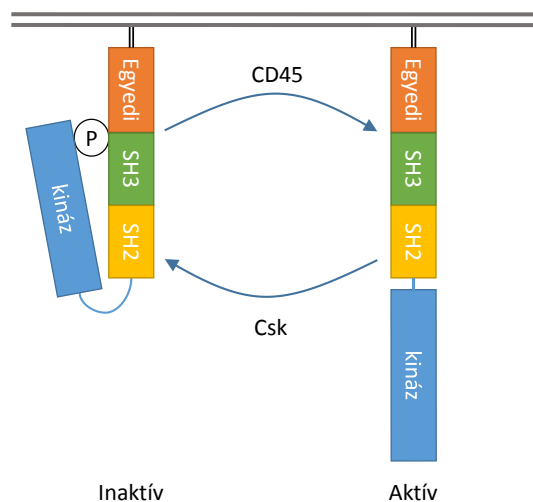 Egyedi
CD45
Egyedi
P
SH3
SH3
kináz
SH2
SH2
Csk
kináz
Inaktív
Aktív